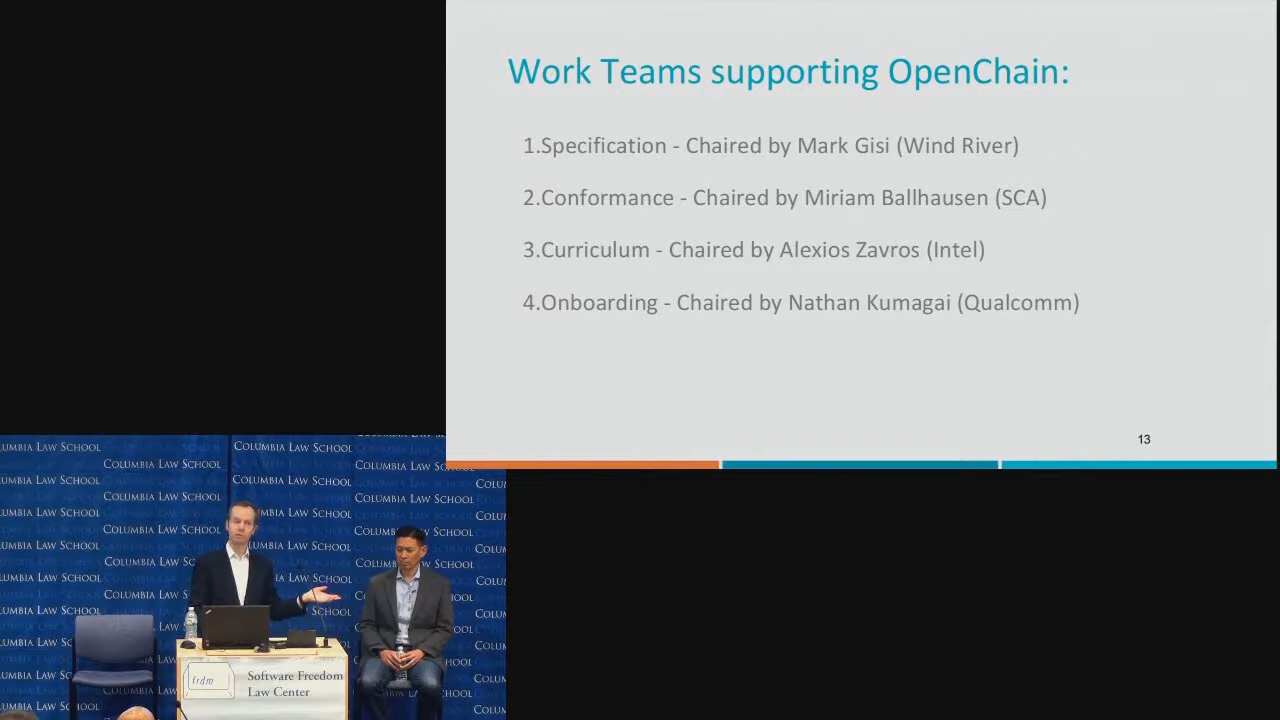 Work Teams supporting OpenChain:
1.Specification - Chaired by Mark Gisi (Wind River)
2.Conformance - Chaired by Miriam Ballhausen (SCA)
3.Curriculum - Chaired by Alexios Zavros (Intel)
4.Onboarding - Chaired by Nathan Kumagai (Qualcomm)
13
COLUMBIA LAW SCHOOL
frdm
Software Freedom
Law Center